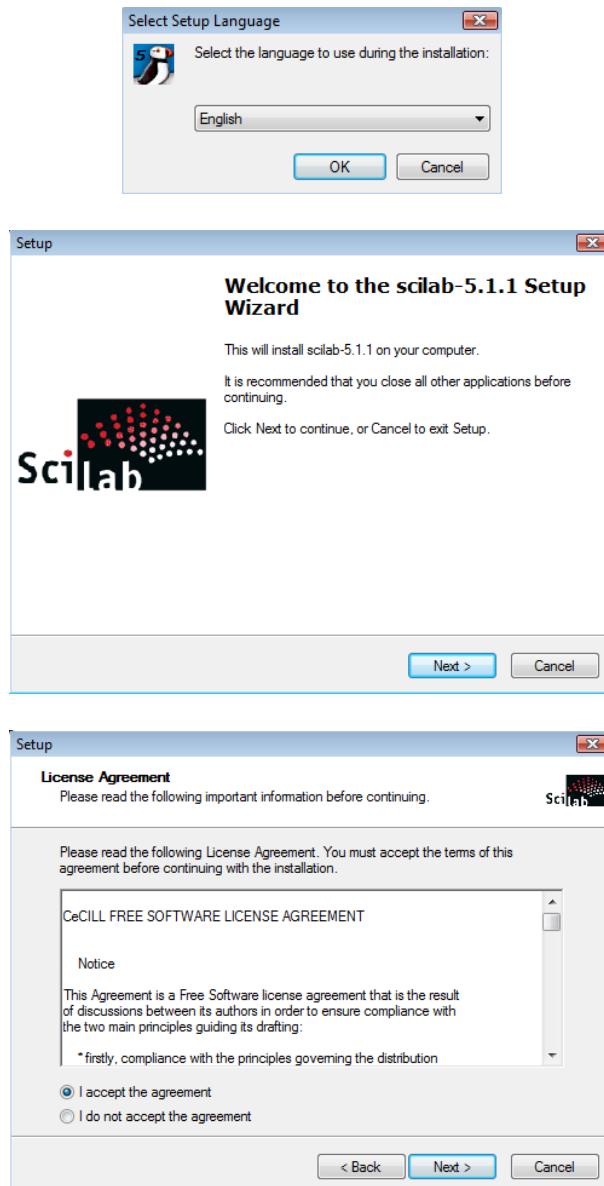 Select Setup Language
5
Select the language to use during the installation:
English
OK Cancel
Setup
Welcome to the scilab-5.1.1 Setup
Wizard
This will install scilab-5.1.1 on your computer.
It is recommended that you close all other applications before
continuing.
Click Next to continue, or Cancel to exit Setup.
Scilab
Next > Cancel
Setup
License Agreement
Please read the following important information before continuing.
Scilab
Please read the following License Agreement. You must accept the terms of this
agreement before continuing with the installation.
CeCILL FREE SOFTWARE LICENSE AGREEMENT
Notice
This Agreement is a Free Software license agreement that is the result
of discussions between its authors in order to ensure compliance with
the two main principles guiding its drafting:
* firstly, compliance with the principles governing the distribution
I accept the agreement
I do not accept the agreement
< Back Next > Cancel